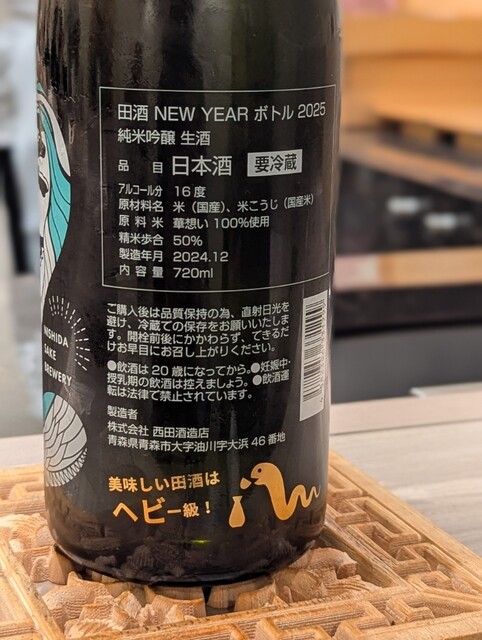 田酒 NEW YEAR ボトル 2025
純米吟醸 生酒
品 目 日本酒 要冷蔵
アルコール分 16度
原材料名 米（国産）、米こうじ（国産米）
原料米 華想い 100%使用
精米歩合 50%
製造年月 2024.12
内容量 720ml
ご購入後は品質保持の為、直射日光を
避け、冷蔵での保存をお願いいたしま
す。開栓前後にかかわらず、できるだ
けお早目にお召し上がりください。
●飲酒は20歳になってから。●妊娠中・
授乳期の飲酒は控えましょう。●飲酒運
転は法律で禁止されています。
製造者
株式会社 西田酒造店
青森県青森市大字油川字大浜46番地
美味しい田酒は
ヘビー級！
NISHIDA
SAKE
BREWERY